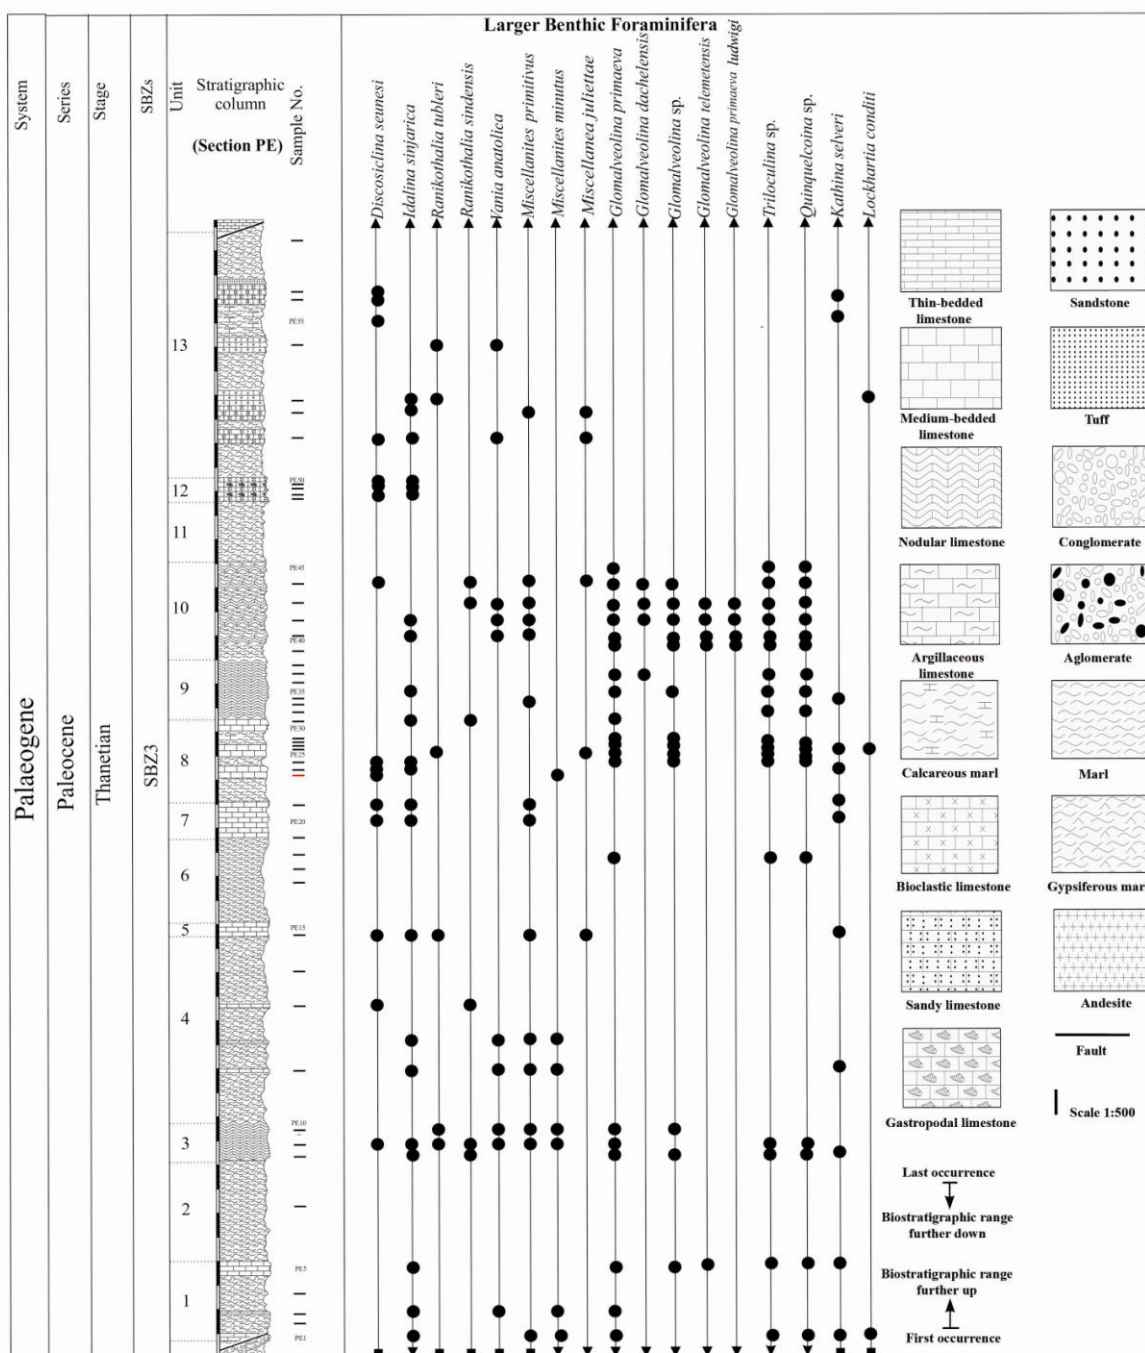 Larger Benthic Foraminifera
System
Series
Stage
SBZs
Unit
Stratigraphic
column
(Section PE)
Sample No.
Discosiclina seunesi
Idalina sinjarica
Ranikothalia tubleri
Ranikothalia sindensis
Vania anatolica
Miscellanites primitivus
Miscellanites minutus
Miscellanea juliettae
Glomalveolina primaeva
Glomalveolina dachelensis
Glomalveolina sp.
Glomalveolina telemetensis
Glomalveolina primaeva ludwigi
Triloculina sp.
Quinquelcoina sp.
Kathina selveri
Lockhartia conditi
Palaeogene
Paleocene
Thanetian
SBZ3
13
12
11
10
9
8
7
6
5
4
3
2
1
PE55
PE50
PE45
PE40
PE35
PE30
PE25
PE20
PE15
PE10
PE5
PE1
Thin-bedded
limestone
Sandstone
Medium-bedded
limestone
Tuff
Nodular limestone
Conglomerate
Argillaceous
limestone
Aglomerate
Calcareous marl
Marl
Bioclastic limestone
Gypsiferous mar
Sandy limestone
Andesite
Fault
Scale 1:500
Gastropodal limestone
Last occurrence
Biostratigraphic range
further down
Biostratigraphic range
further up
First occurrence